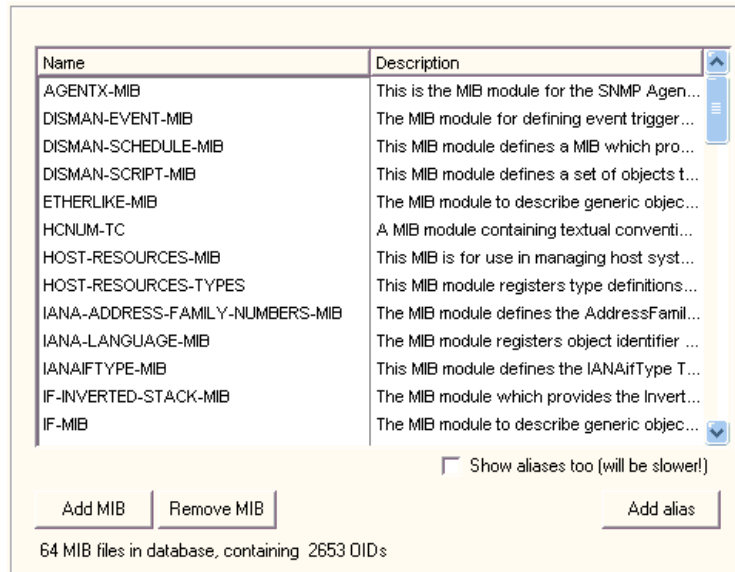 Name Description
AGENTX-MIB This is the MIB module for the SNMP Agen...
DISMAN-EVENT-MIB The MIB module for defining event trigger...
DISMAN-SCHEDULE-MIB This MIB module defines a MIB which pro...
DISMAN-SCRIPT-MIB This MIB module defines a set of objects t...
ETHERLIKE-MIB The MIB module to describe generic objec...
HCNUM-TC A MIB module containing textual conventi...
HOST-RESOURCES-MIB This MIB is for use in managing host syst...
HOST-RESOURCES-TYPES This MIB module registers type definitions...
IANA-ADDRESS-FAMILY-NUMBERS-MIB The MIB module defines the AddressFamil...
IANA-LANGUAGE-MIB The MIB module registers object identifier ...
IANAIFTYPE-MIB This MIB module defines the IANAifType T...
IF-INVERTED-STACK-MIB The MIB module which provides the Invert...
IF-MIB The MIB module to describe generic objec...
Show aliases too (will be slower!)
Add MIB Remove MIB Add alias
64 MIB files in database, containing 2653 OIDs